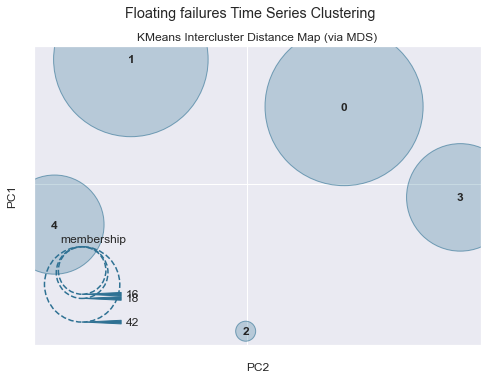 Floating failures Time Series Clustering
KMeans Intercluster Distance Map (via MDS)
1
0
3
4
membership
16
18
42
2
PC1
PC2